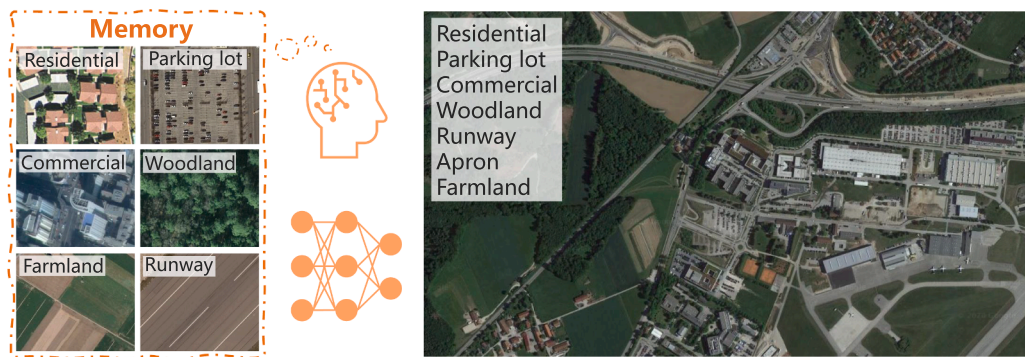 Memory
Residential
Parking lot
Commercial
Woodland
Farmland
Runway
Residential
Parking lot
Commercial
Woodland
Runway
Apron
Farmland